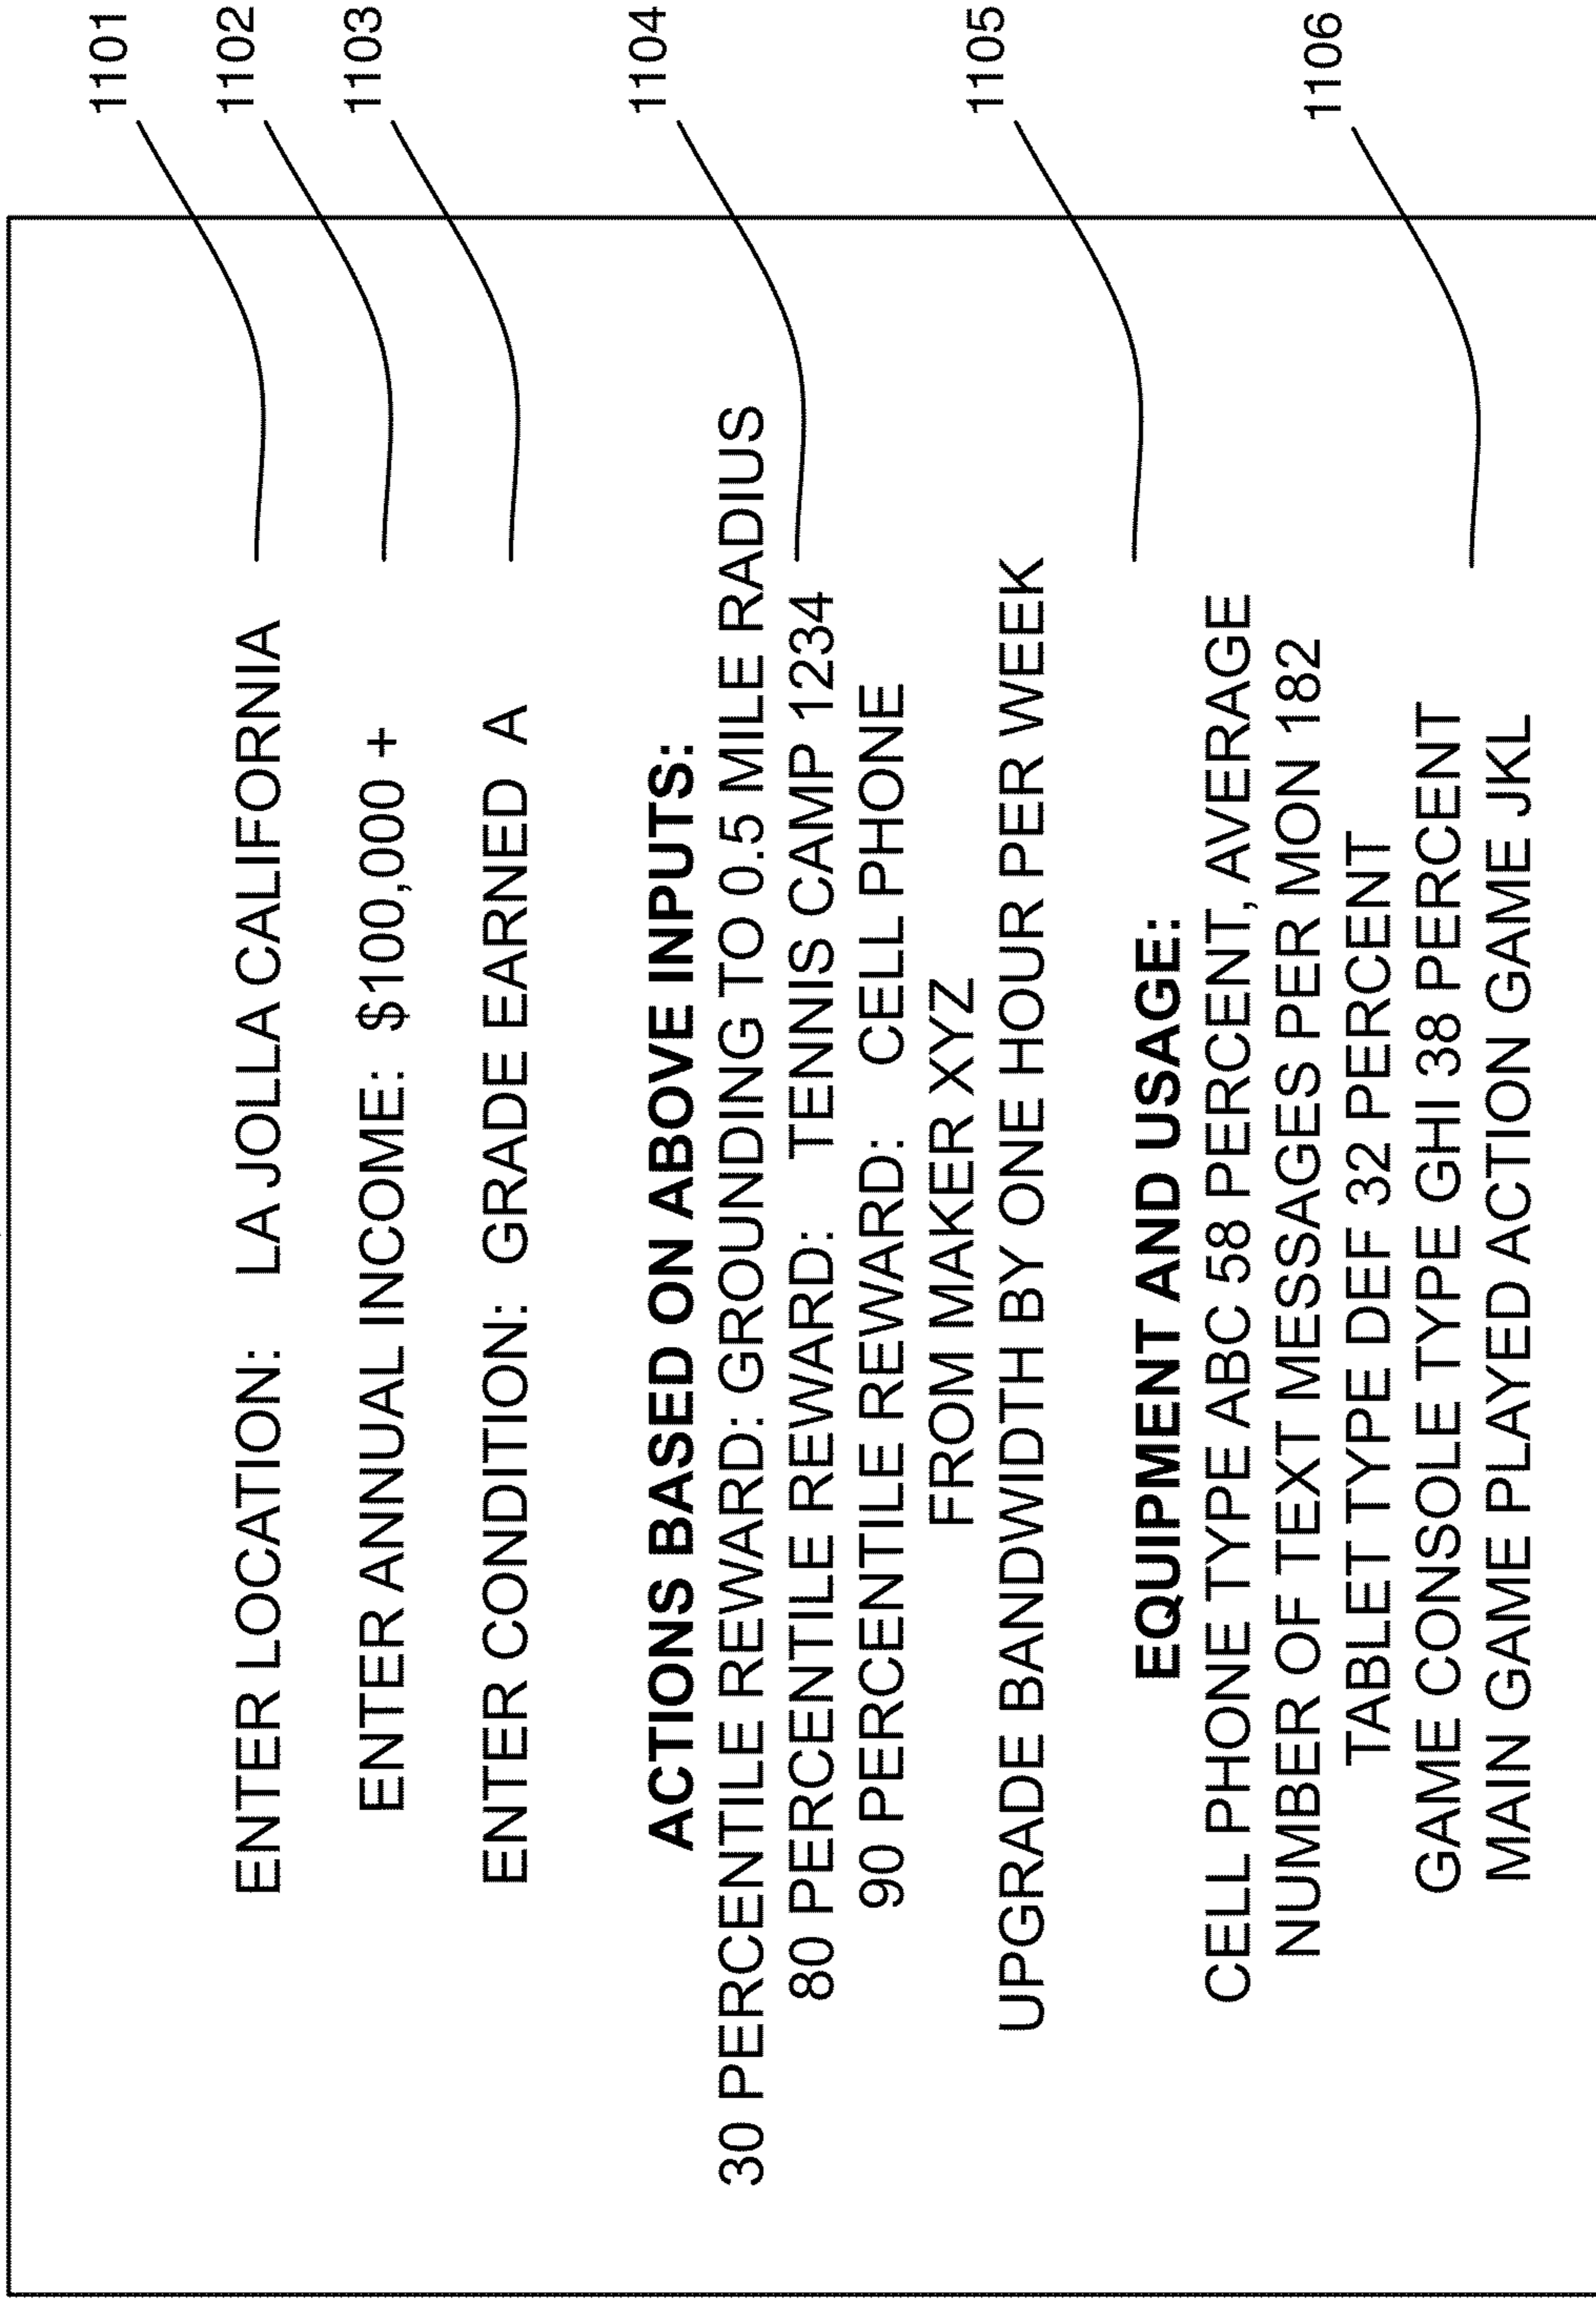 ENTER LOCATION: LA JOLLA CALIFORNIA
1101
ENTER ANNUAL INCOME: $100,000 +
1102
ENTER CONDITION: GRADE EARNED A
1103
ACTIONS BASED ON ABOVE INPUTS:
30 PERCENTILE REWARD: GROUNDING TO 0.5 MILE RADIUS
80 PERCENTILE REWARD: TENNIS CAMP 1234
1104
90 PERCENTILE REWARD: CELL PHONE
FROM MAKER XYZ
UPGRADE BANDWIDTH BY ONE HOUR PER WEEK
1105
EQUIPMENT AND USAGE:
CELL PHONE TYPE ABC 58 PERCENT, AVERAGE
NUMBER OF TEXT MESSAGES PER MON 182
TABLET TYPE DEF 32 PERCENT
GAME CONSOLE TYPE GHI 38 PERCENT
1106
MAIN GAME PLAYED ACTION GAME JKL